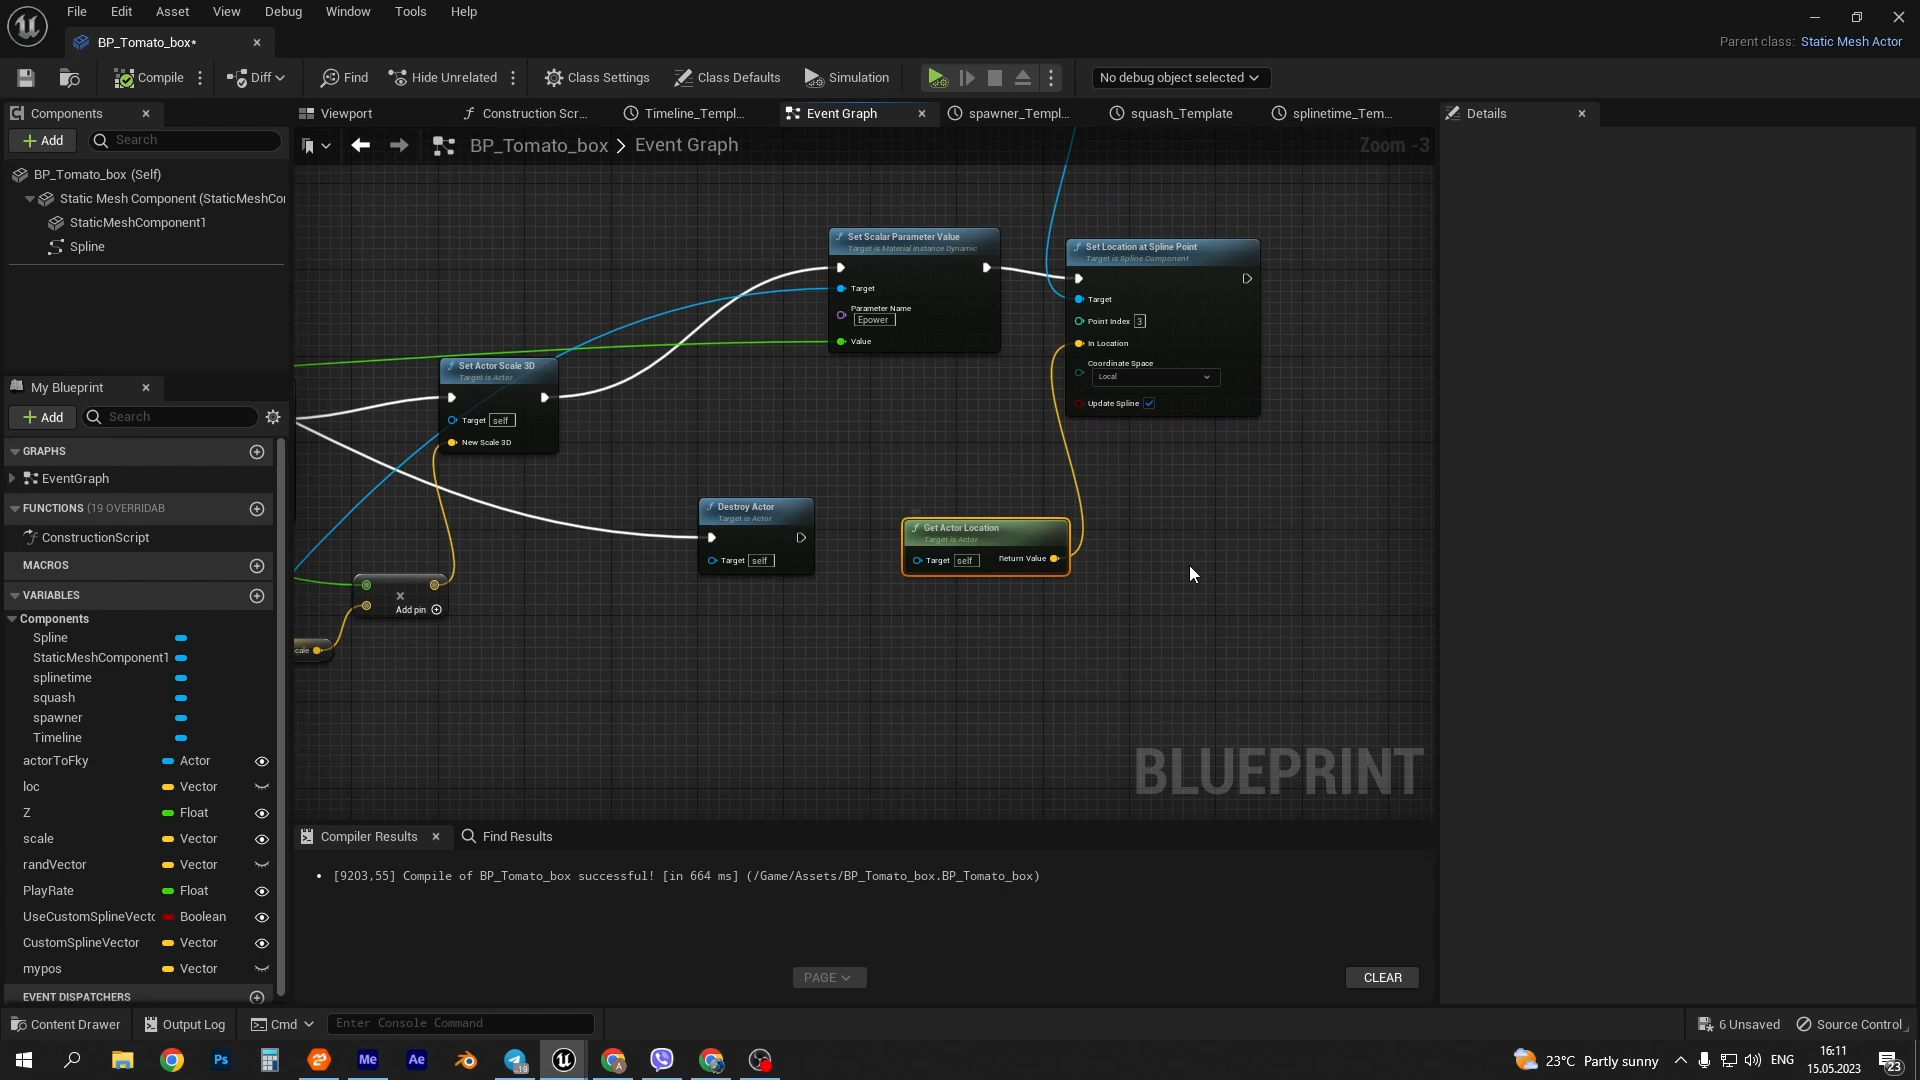 File Edit Asset View Debug Window Tools Help
BP_Tomato_box*
Parent class: Static Mesh Actor
Compile Diff Find Hide Unrelated Class Settings Class Defaults Simulation No debug object selected
Components
Add Search
BP_Tomato_box (Self)
Static Mesh Component (StaticMeshCo
StaticMeshComponent1
Spline
My Blueprint
Add Search
GRAPHS
EventGraph
FUNCTIONS (19 OVERRIDAB
ConstructionScript
MACROS
VARIABLES
Components
Spline
StaticMeshComponent1
splinetime
squash
spawner
Timeline
actorToFky Actor
loc Vector
Z Float
scale Vector
randVector Vector
PlayRate Float
UseCustomSplineVecto Boolean
CustomSplineVector Vector
mypos Vector
EVENT DISPATCHERS
Viewport Construction Scr... Timeline_Templ... Event Graph spawner_Templ... squash_Template splinetime_Tem...
BP_Tomato_box > Event Graph
Zoom -3
Set Scalar Parameter Value
Target is Material Instance Dynamic
Target
Parameter Name
Epower
Value
Set Location at Spline Point
Target is Spline Component
Target
Point Index 3
In Location
Coordinate Space
Local
Update Spline
Set Actor Scale 3D
Target is Actor
Target self
New Scale 3D
Destroy Actor
Target is Actor
Target self
Get Actor Location
Target is Actor
Target self Return Value
x
Add pin
cale
BLUEPRINT
Compiler Results Find Results
• [9203,55] Compile of BP_Tomato_box successful! [in 664 ms] (/Game/Assets/BP_Tomato_box.BP_Tomato_box)
PAGE
CLEAR
Details
Content Drawer Output Log Cmd Enter Console Command
6 Unsaved Source Control
Ps Me Ae 19
23°C Partly sunny ENG
16:11
15.05.2023
23